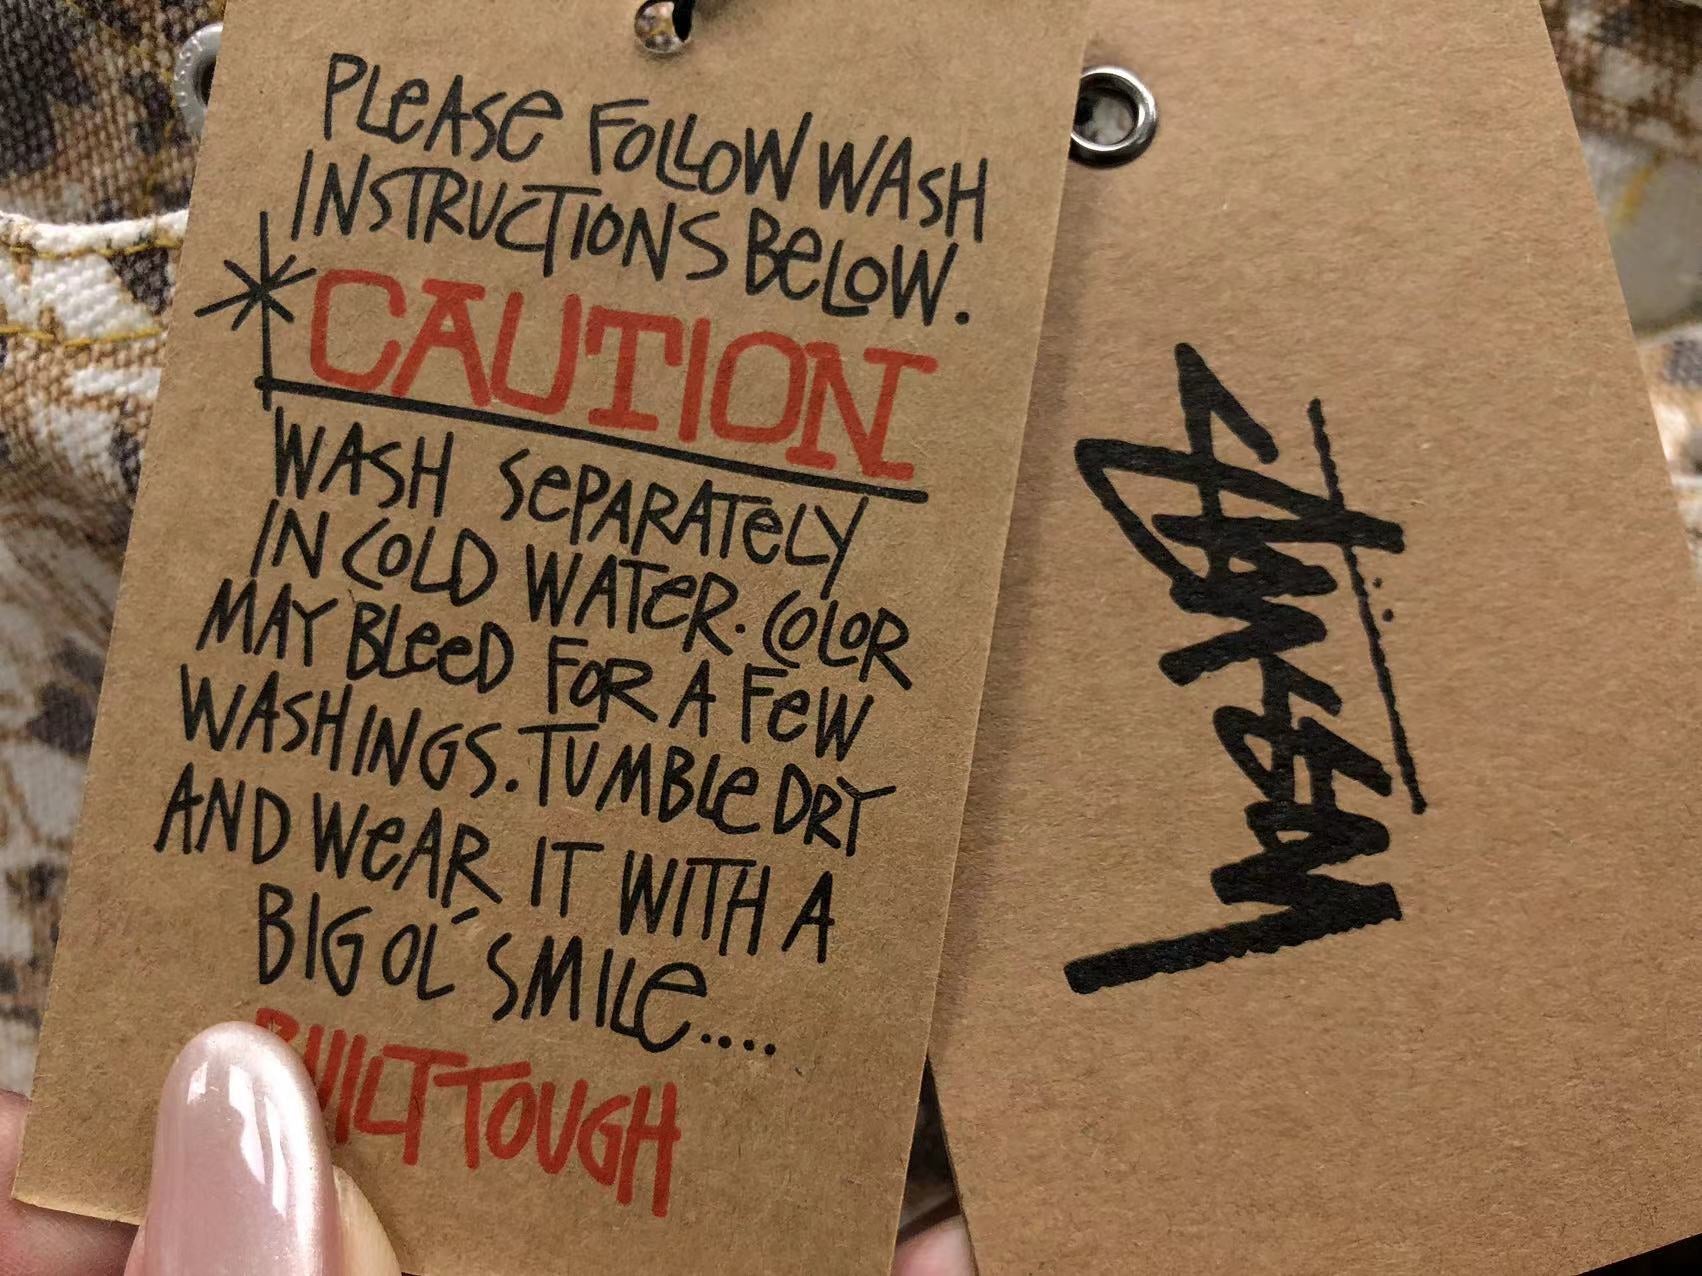 PLEASE FOLLOW WASH
INSTRUCTIONS BELOW.
*CAUTION
WASH SEPARATELY
IN COLD WATER. COLOR
MAY BLEED FOR A FEW
WASHINGS. TUMBLE DRY
AND WEAR IT WITH A
BIG OL' SMILE....
BUILT TOUGH
Stüssy